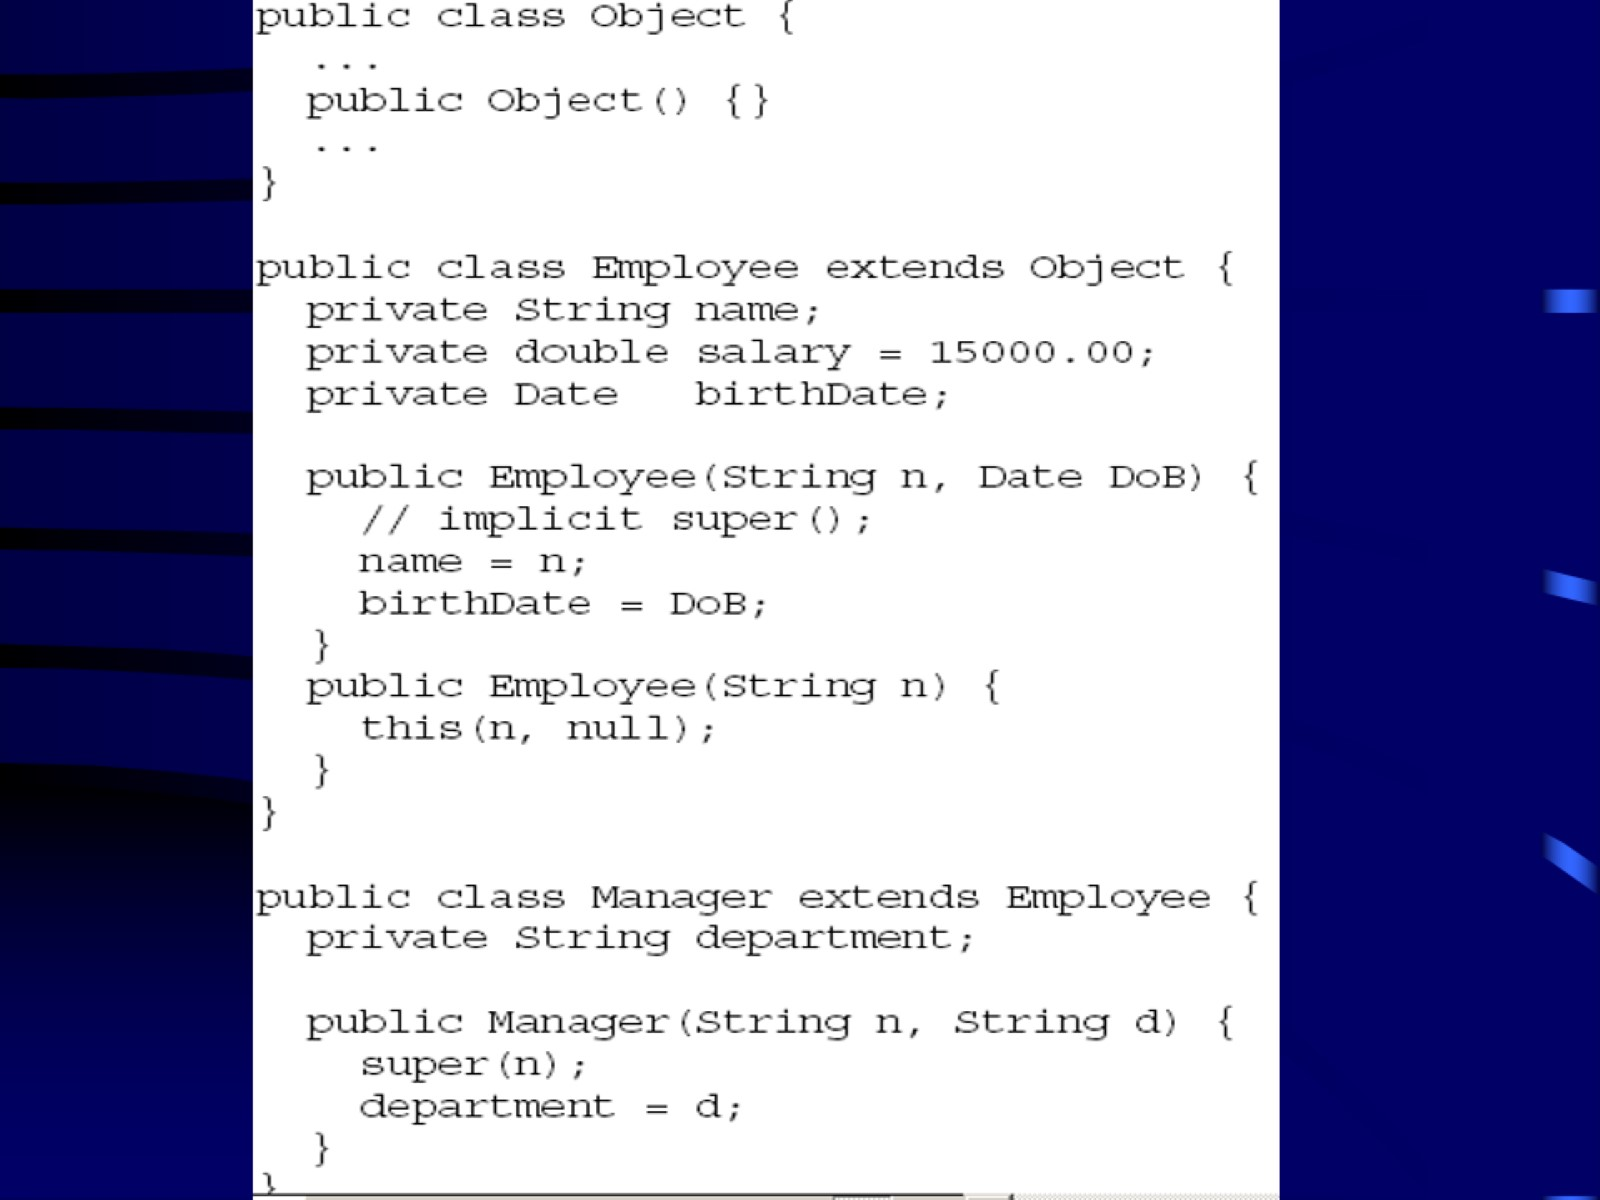 public class Object {
...
public Object() {}
...
}
public class Employee extends Object {
private String name;
private double salary = 15000.00;
private Date birthDate;
public Employee(String n, Date DoB) {
// implicit super();
name = n;
birthDate = DoB;
}
public Employee(String n) {
this(n, null);
}
}
public class Manager extends Employee {
private String department;
public Manager(String n, String d) {
super(n);
department = d;
}
}